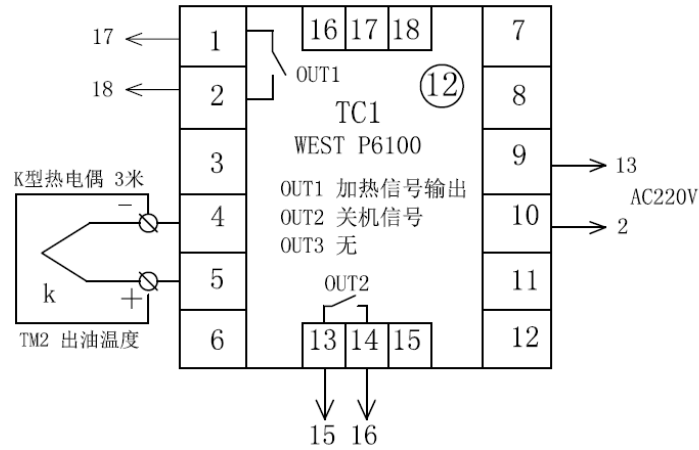 17
1
16 17 18
7
OUT1
18
2
12
8
TC1
WEST P6100
3
9
13
K型热电偶 3米
OUT1 加热信号输出
AC220V
−
4
OUT2 关机信号
10
2
OUT3 无
k
+
5
OUT2
11
TM2 出油温度
6
13 14 15
12
15 16